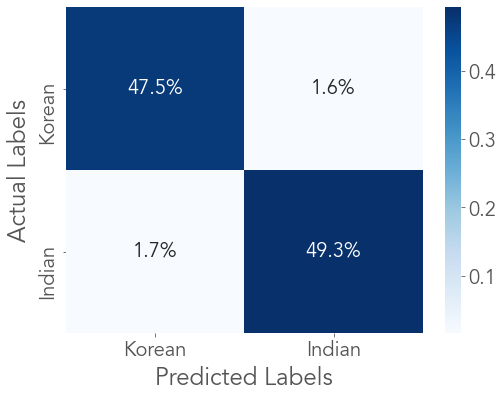 Actual Labels
Korean
Indian
47.5%
1.6%
1.7%
49.3%
Korean
Indian
Predicted Labels
0.4
0.3
0.2
0.1